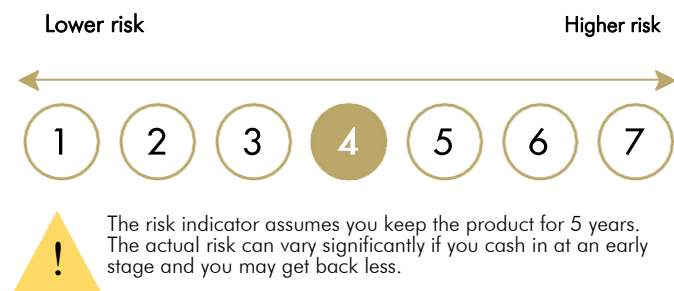 Lower risk Higher risk
1 2 3 4 5 6 7
! The risk indicator assumes you keep the product for 5 years.
The actual risk can vary significantly if you cash in at an early
stage and you may get back less.